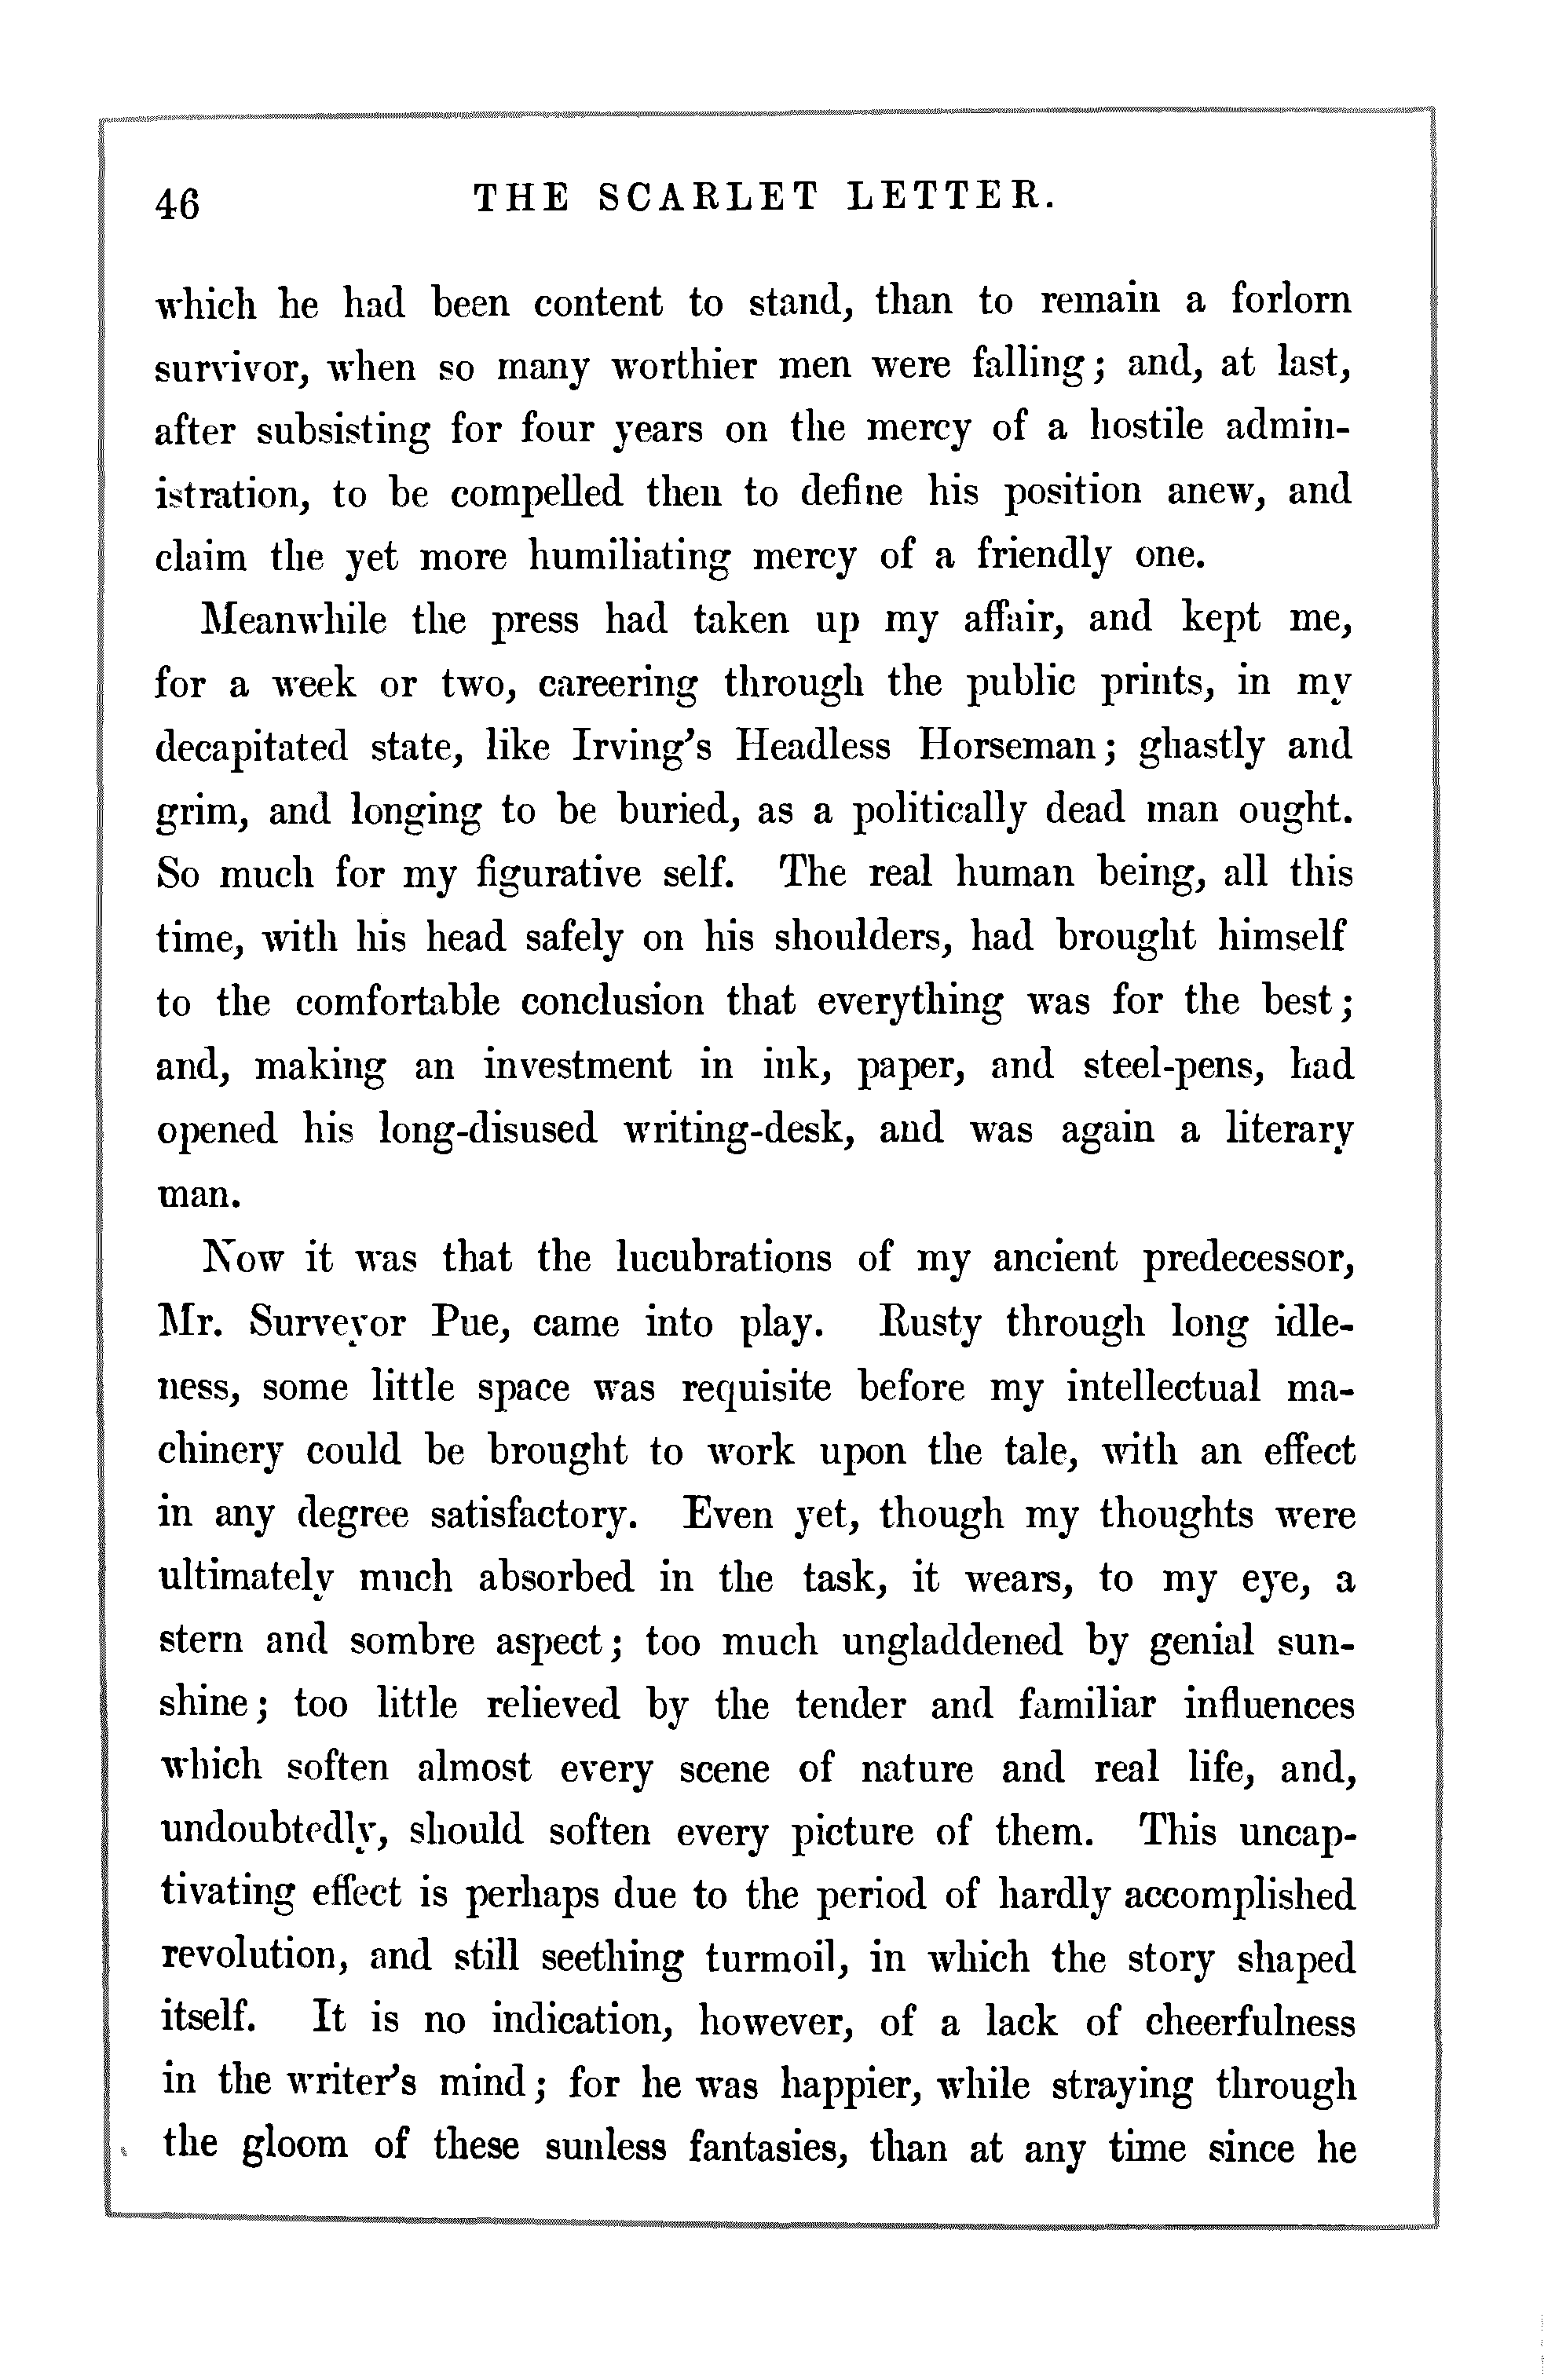 46 THE SCARLET LETTER.
which he had been content to stand, than to remain a forlorn
survivor, when so many worthier men were falling; and, at last,
after subsisting for four years on the mercy of a hostile admin-
istration, to be compelled then to define his position anew, and
claim the yet more humiliating mercy of a friendly one.
Meanwhile the press had taken up my affair, and kept me,
for a week or two, careering through the public prints, in my
decapitated state, like Irving's Headless Horseman; ghastly and
grim, and longing to be buried, as a politically dead man ought.
So much for my figurative self. The real human being, all this
time, with his head safely on his shoulders, had brought himself
to the comfortable conclusion that everything was for the best;
and, making an investment in ink, paper, and steel-pens, had
opened his long-disused writing-desk, and was again a literary
man.
Now it was that the lucubrations of my ancient predecessor,
Mr. Surveyor Pue, came into play. Rusty through long idle-
ness, some little space was requisite before my intellectual ma-
chinery could be brought to work upon the tale, with an effect
in any degree satisfactory. Even yet, though my thoughts were
ultimately much absorbed in the task, it wears, to my eye, a
stern and sombre aspect; too much ungladdened by genial sun-
shine; too little relieved by the tender and familiar influences
which soften almost every scene of nature and real life, and,
undoubtedly, should soften every picture of them. This uncap-
tivating effect is perhaps due to the period of hardly accomplished
revolution, and still seething turmoil, in which the story shaped
itself. It is no indication, however, of a lack of cheerfulness
in the writer's mind; for he was happier, while straying through
the gloom of these sunless fantasies, than at any time since he